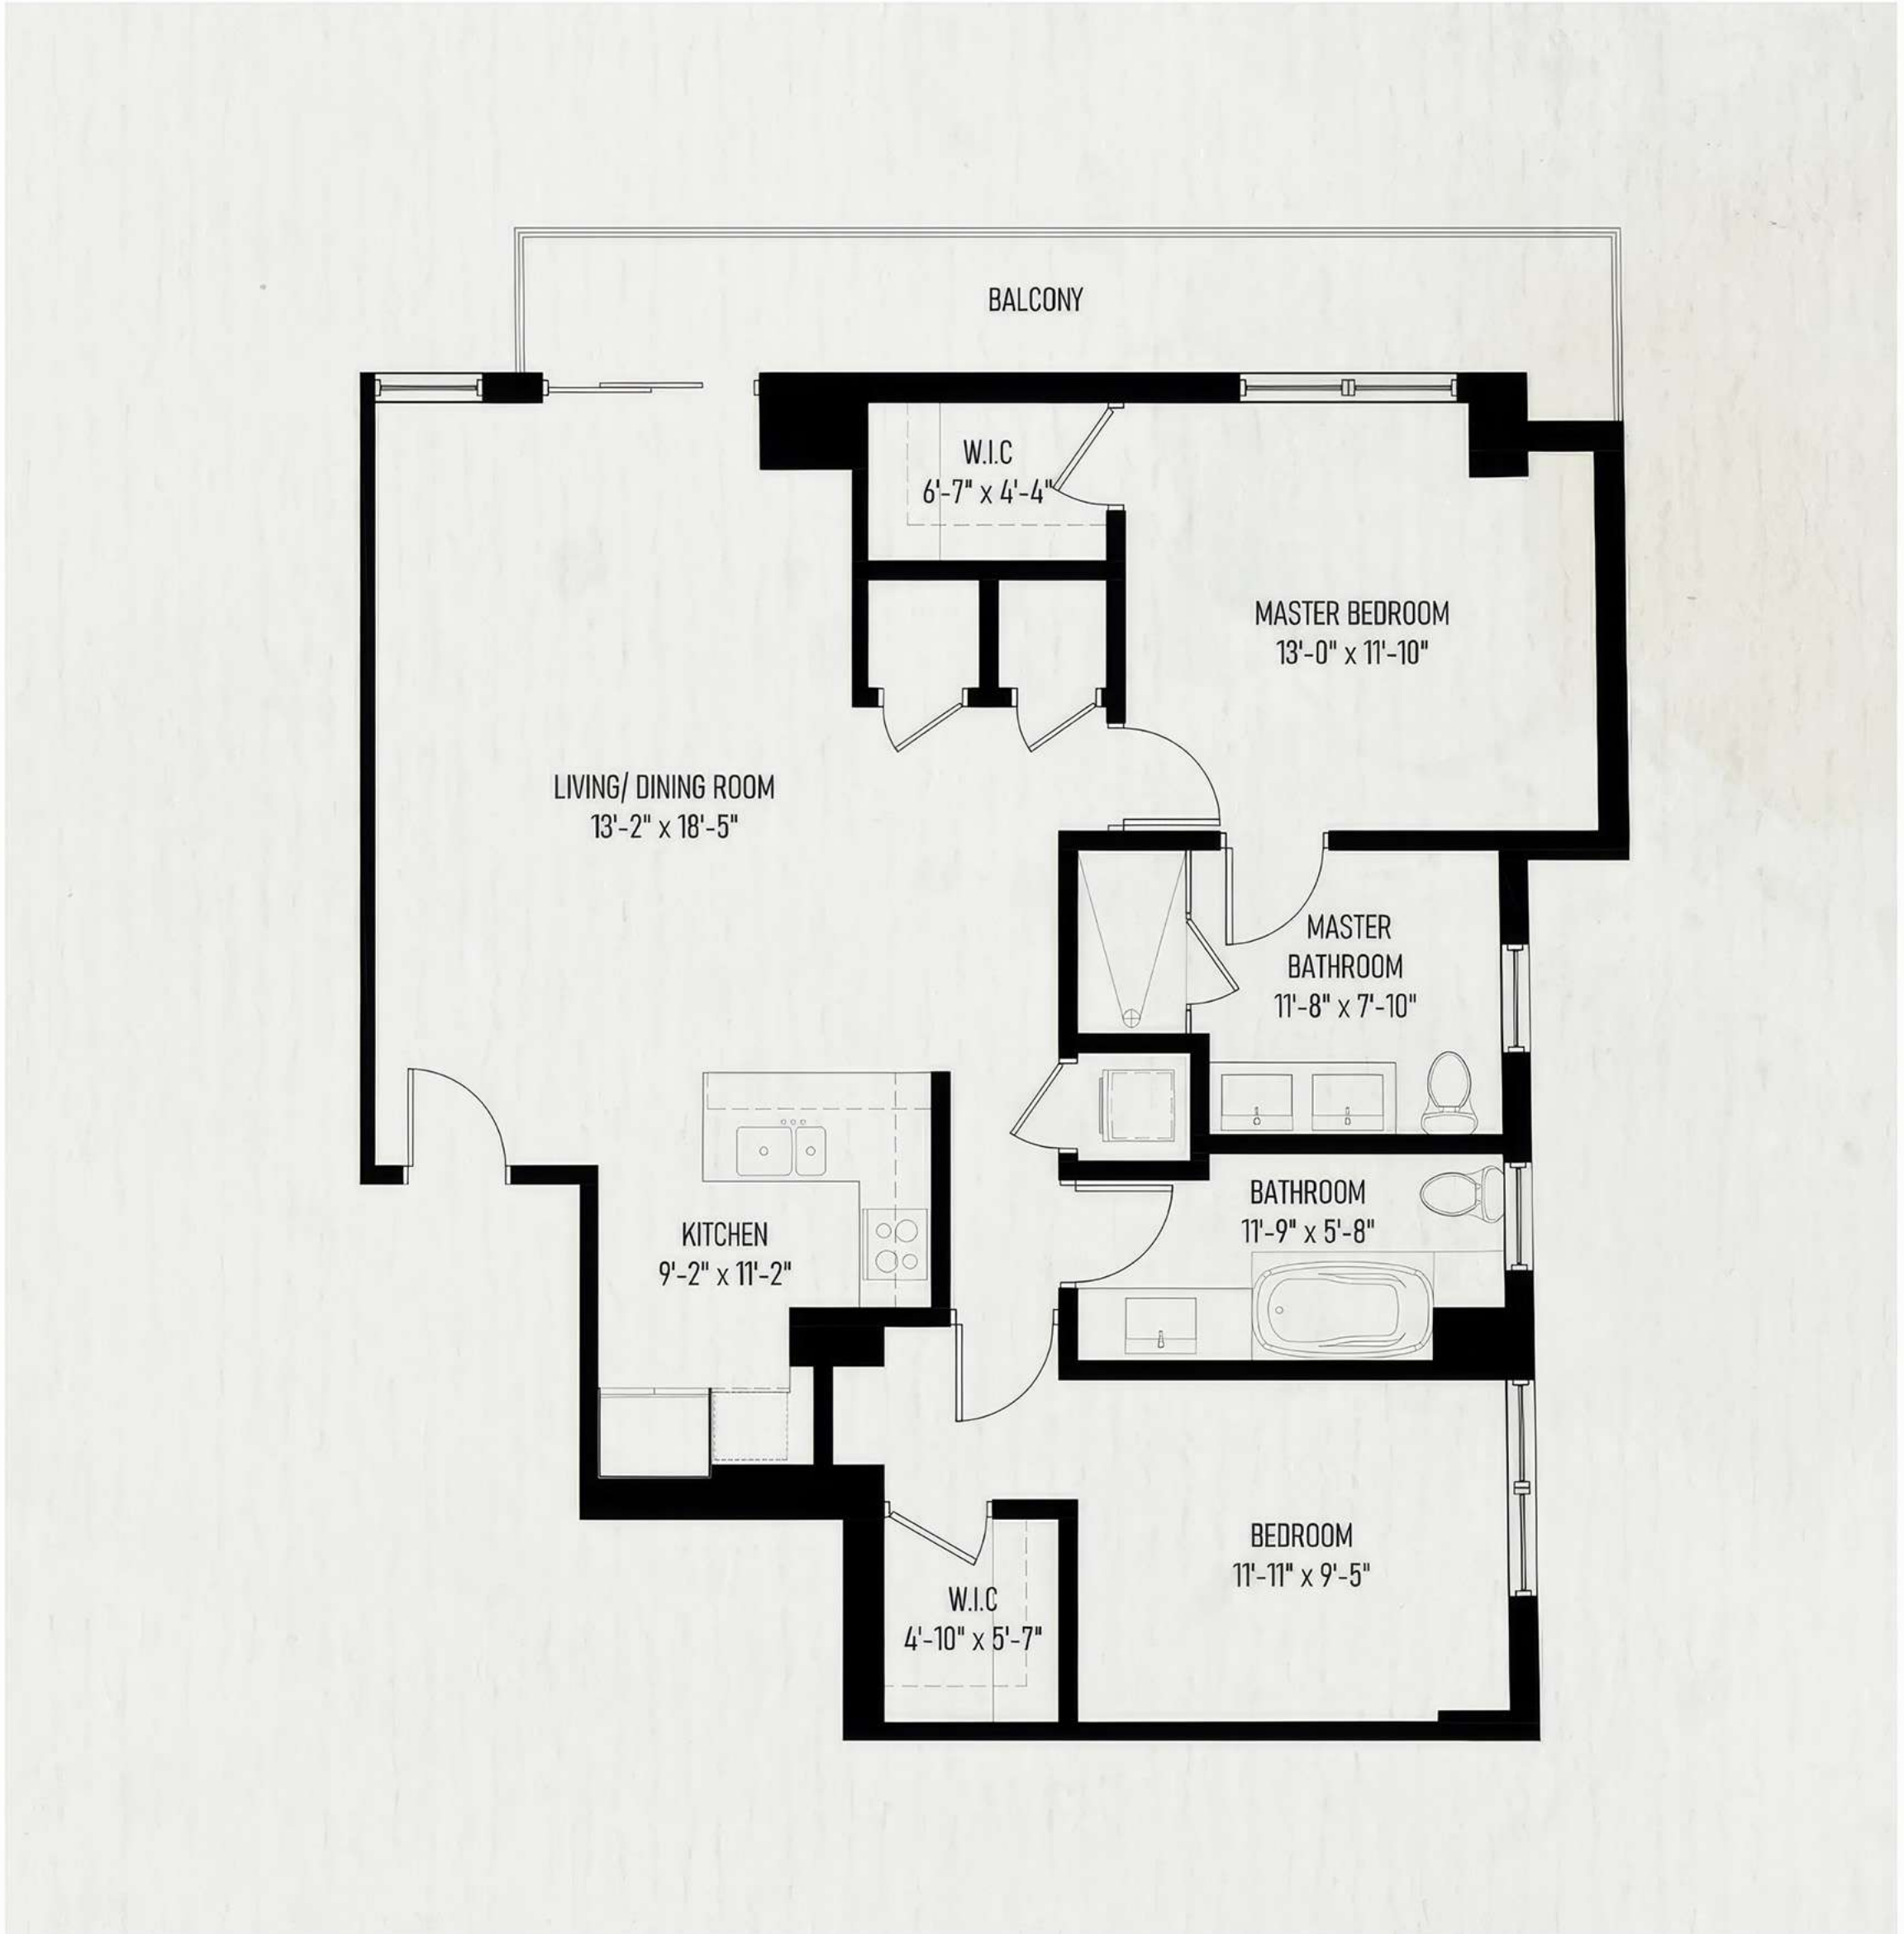 BALCONY
W.I.C
6'-7" x 4'-4"
MASTER BEDROOM
13'-0" x 11'-10"
LIVING/ DINING ROOM
13'-2" x 18'-5"
MASTER
BATHROOM
11'-8" x 7'-10"
BATHROOM
11'-9" x 5'-8"
KITCHEN
9'-2" x 11'-2"
BEDROOM
11'-11" x 9'-5"
W.I.C
4'-10" x 5'-7"